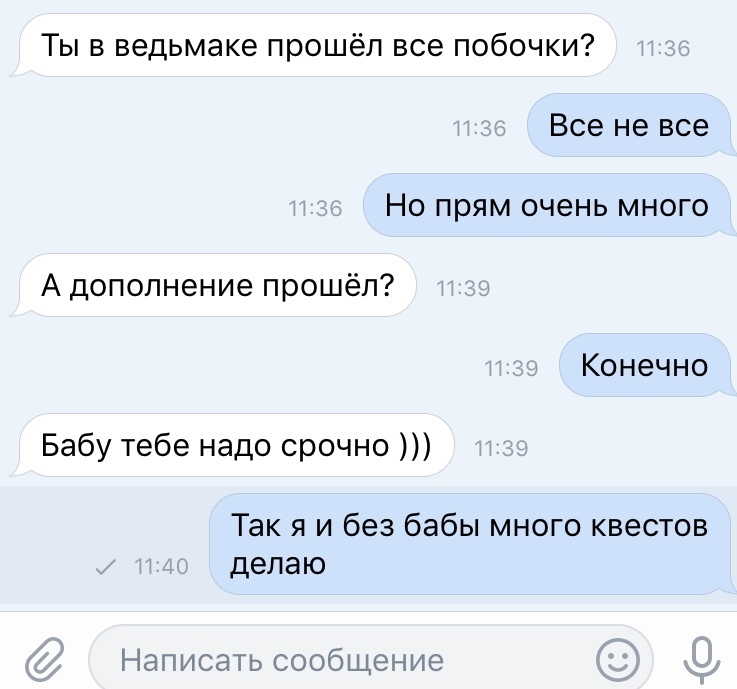 Ты в ведьмаке прошёл все побочки? 11:36
11:36 Все не все
11:36 Но прям очень много
А дополнение прошёл? 11:39
11:39 Конечно
Бабу тебе надо срочно ))) 11:39
Так я и без бабы много квестов
11:40 делаю
Написать сообщение